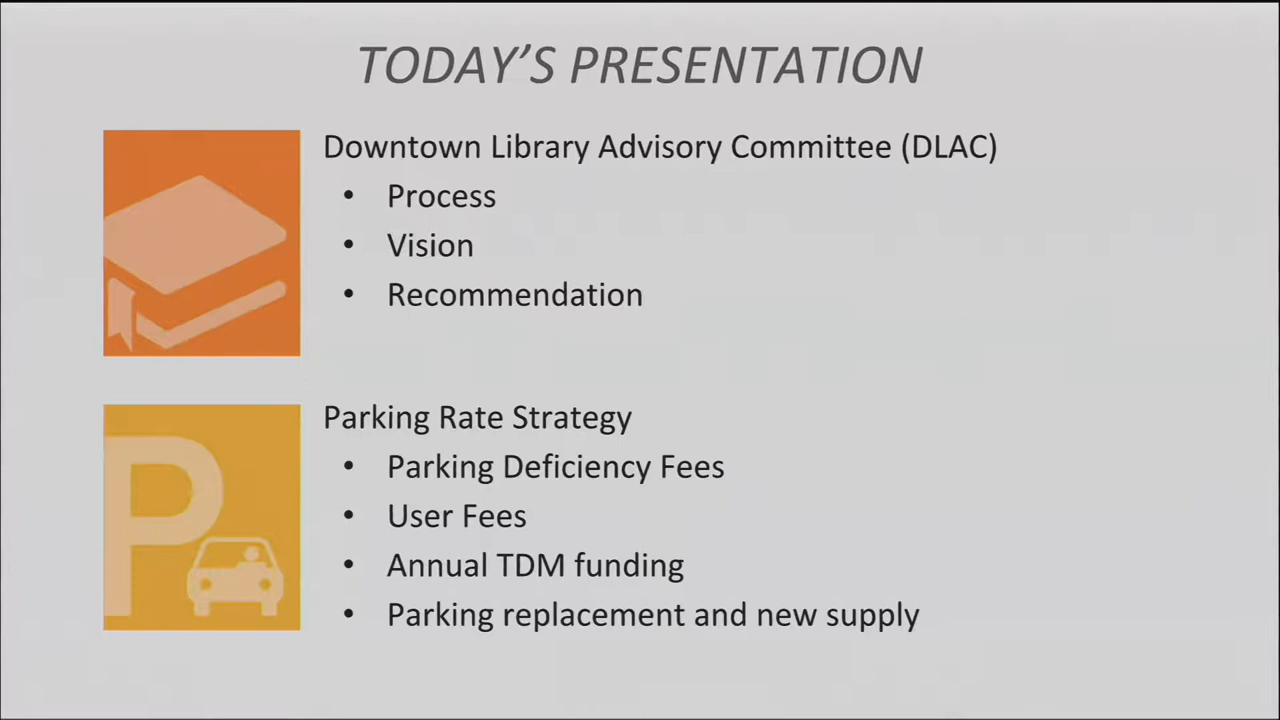 TODAY'S PRESENTATION
Downtown Library Advisory Committee (DLAC)
• Process
• Vision
• Recommendation
P
Parking Rate Strategy
• Parking Deficiency Fees
• User Fees
• Annual TDM funding
• Parking replacement and new supply